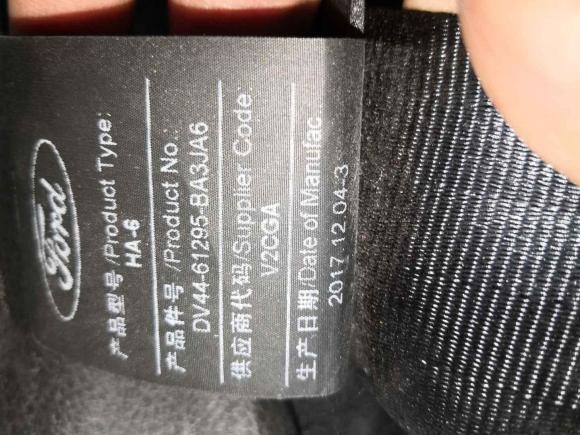 Ford
产品型号/Product Type:
HA-6
产品件号/Product No.:
DV44-61295-BA3JA6
供应商代码/Supplier Code:
V2CGA
生产日期/Date of Manufac
2017.12.04-3